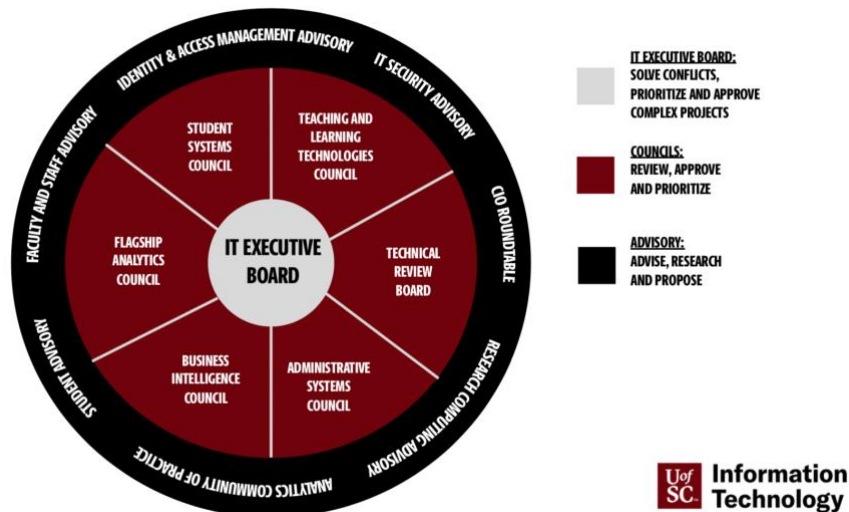 IDENTITY & ACCESS MANAGEMENT ADVISORY
IT SECURITY ADVISORY
CIO ROUNDTABLE
RESEARCH COMPUTING ADVISORY
ANALYTICS COMMUNITY OF PRACTICE
STUDENT ADVISORY
FACULTY AND STAFF ADVISORY
STUDENT
SYSTEMS
COUNCIL
TEACHING AND
LEARNING
TECHNOLOGIES
COUNCIL
FLAGSHIP
ANALYTICS
COUNCIL
IT EXECUTIVE
BOARD
TECHNICAL
REVIEW
BOARD
BUSINESS
INTELLIGENCE
COUNCIL
ADMINISTRATIVE
SYSTEMS
COUNCIL
IT EXECUTIVE BOARD:
SOLVE CONFLICTS,
PRIORITIZE AND APPROVE
COMPLEX PROJECTS
COUNCILS:
REVIEW, APPROVE
AND PRIORITIZE
ADVISORY:
ADVISE, RESEARCH
AND PROPOSE
Uof
SC
Information
Technology